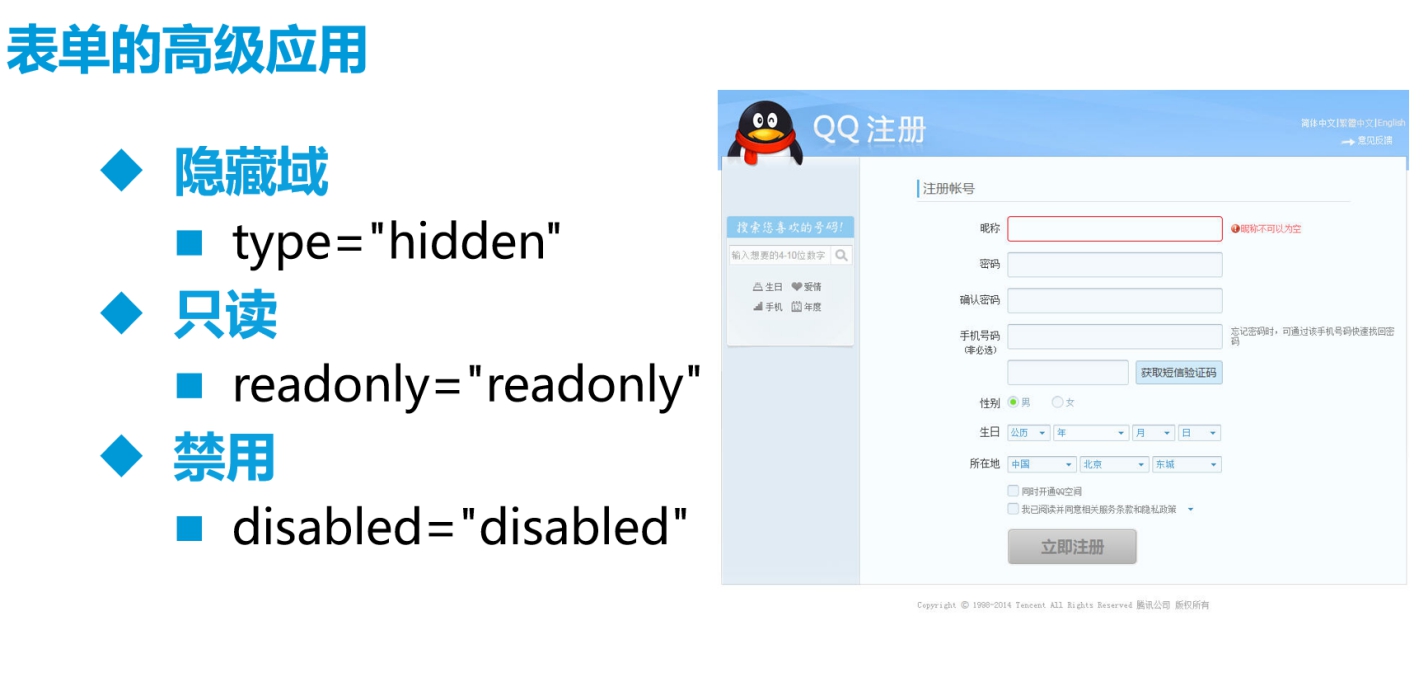 表单的高级应用
隐藏域
type="hidden"
只读
readonly="readonly"
禁用
disabled="disabled"
QQ 注册
简体中文|繁體中文|English
意见反馈
搜索您喜欢的号码!
输入想要的4-10位数字
生日 爱情
手机 年度
注册帐号
昵称
昵称不可以为空
密码
确认密码
手机号码
(非必选)
忘记密码时,可通过该手机号码快速找回密
码
获取短信验证码
性别 男 女
生日 公历 年 月 日
所在地 中国 北京 东城
同时开通QQ空间
我已阅读并同意相关服务条款和隐私政策
立即注册
Copyright © 1998-2014 Tencent All Rights Reserved 腾讯公司 版权所有